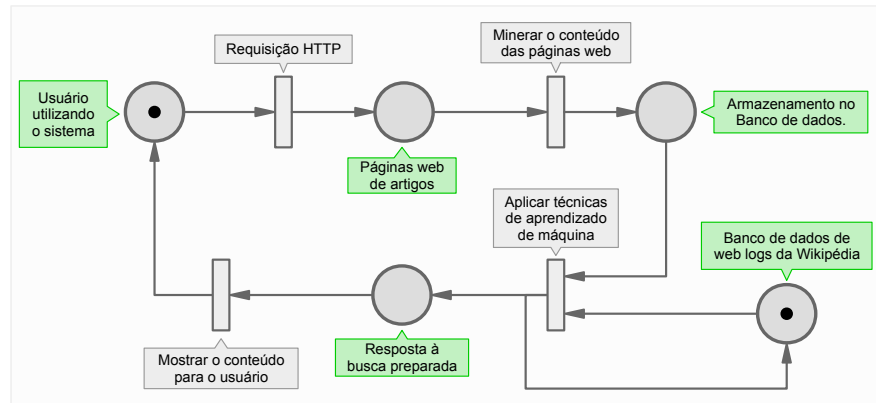 Requisição HTTP
Minerar o conteúdo
das páginas web
Usuário
utilizando
o sistema
Armazenamento no
Banco de dados.
Páginas web
de artigos
Aplicar técnicas
de aprendizado
de máquina
Banco de dados de
web logs da Wikipédia
Mostrar o conteúdo
para o usuário
Resposta à
busca preparada